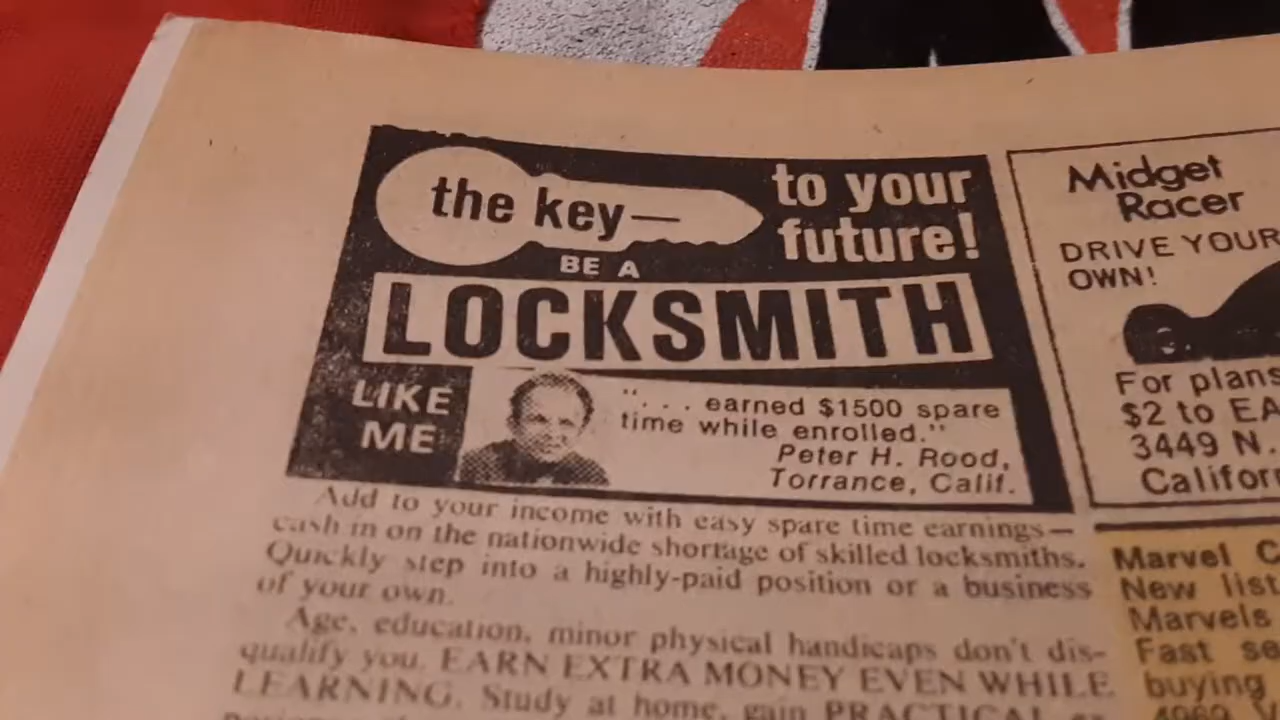 the key—
to your
future!
BE A
LOCKSMITH
LIKE
ME
". . . earned $1500 spare
time while enrolled."
Peter H. Rood,
Torrance, Calif.
Add to your income with easy spare time earnings—
cash in on the nationwide shortage of skilled locksmiths.
Quickly step into a highly-paid position or a business
of your own.
Age, education, minor physical handicaps don't dis-
qualify you. EARN EXTRA MONEY EVEN WHILE
LEARNING. Study at home, gain PRACTICAL
Midget
Racer
DRIVE YOUR
OWN!
For plans
$2 to EA
3449 N.
Californ
Marvel C
New list
Marvels
Fast se
buying